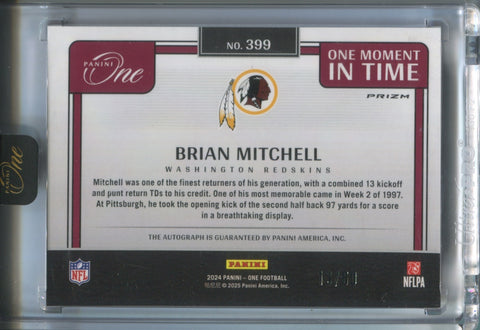 NO. 399
PANINI
One
ONE MOMENT
IN TIME
PRIZM
BRIAN MITCHELL
WASHINGTON REDSKINS
Mitchell was one of the finest returners of his generation, with a combined 13 kickoff
and punt return TDs to his credit. One of his most memorable came in Week 2 of 1997.
At Pittsburgh, he took the opening kick of the second half back 97 yards for a score
in a breathtaking display.
THE AUTOGRAPH IS GUARANTEED BY PANINI AMERICA, INC.
PANINI
One
NFL
PANINI
2024 PANINI – ONE FOOTBALL
© 2025 Panini America, Inc.
NFLPA